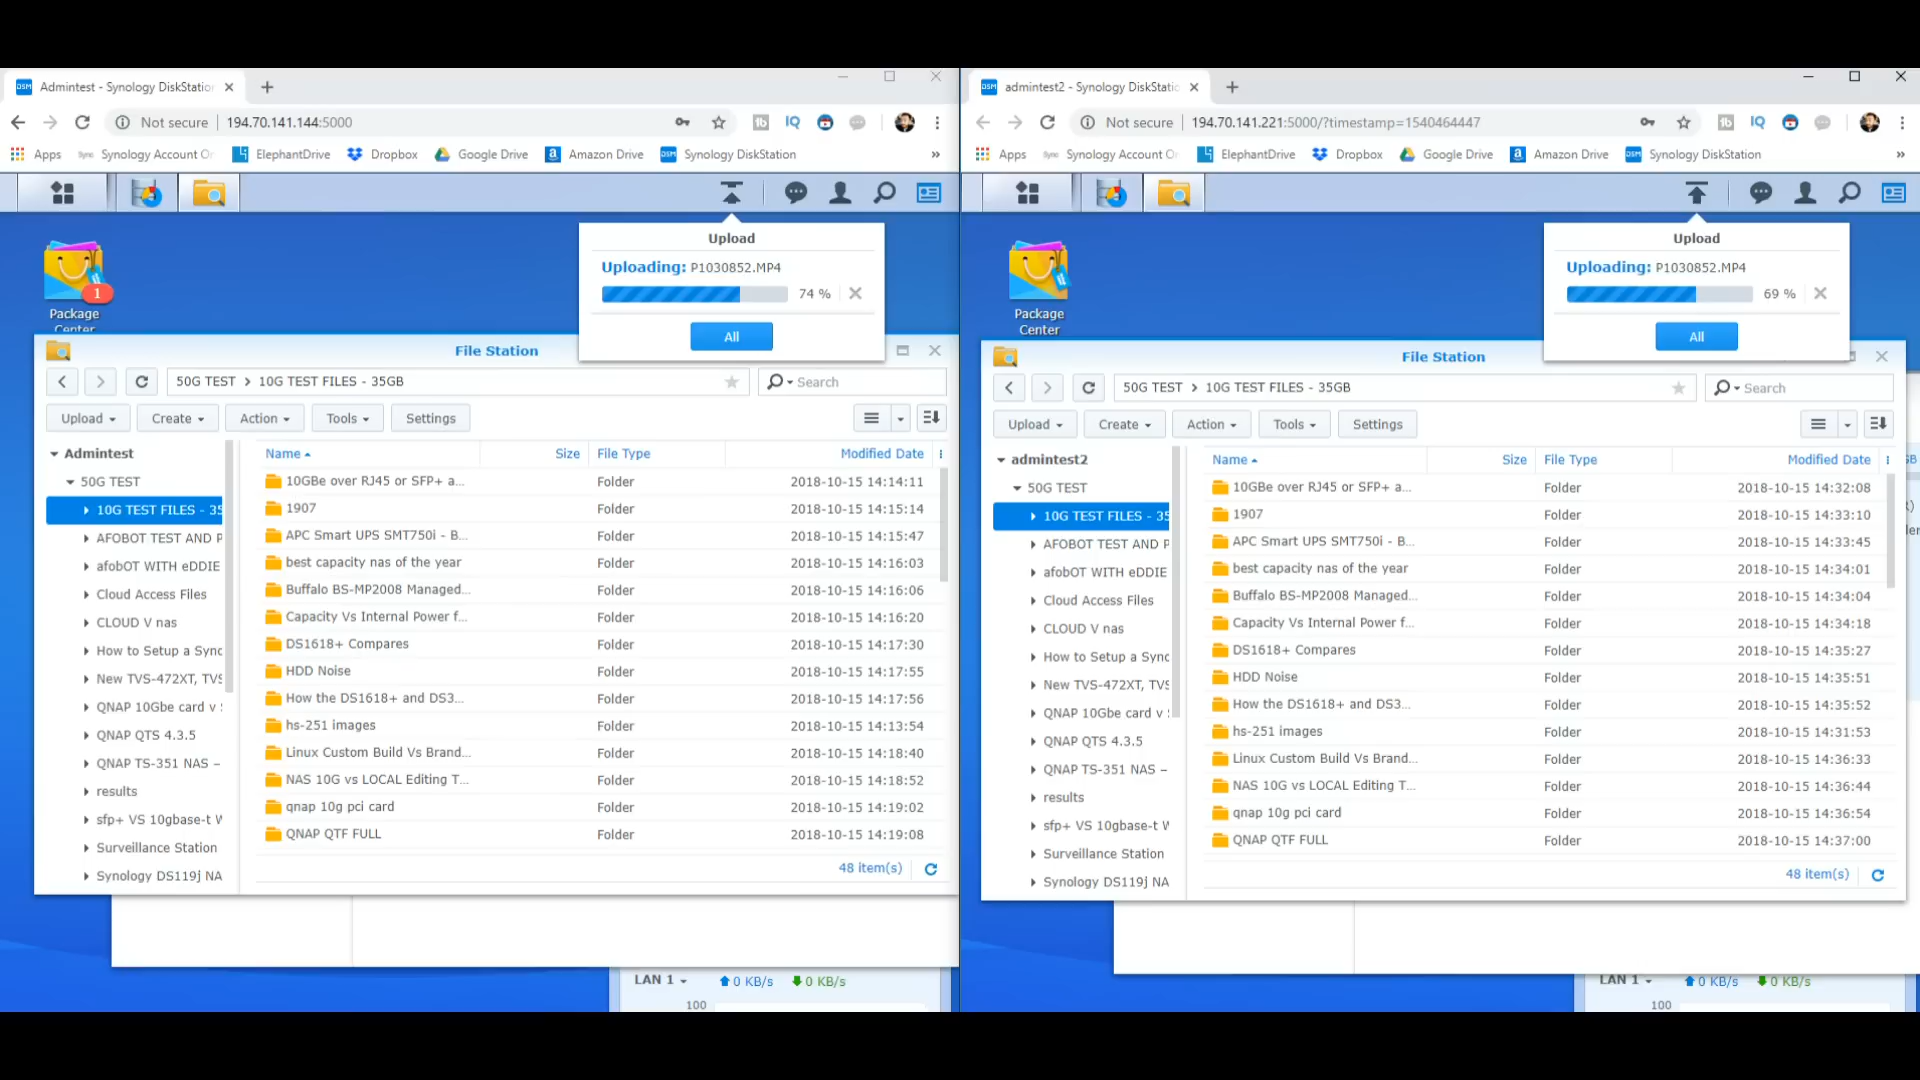 Admintest - Synology DiskStatio
Not secure 194.70.141.144:5000
Apps Synology Account O ElephantDrive Dropbox Google Drive Amazon Drive Synology DiskStation »
Upload
Uploading: P1030852.MP4
74 %
All
1
Package
Center
File Station
50G TEST > 10G TEST FILES - 35GB
Search
Upload Create Action Tools Settings
Admintest
50G TEST
10G TEST FILES - 35
AFOBOT TEST AND P
afobOT WITH eDDIE
Cloud Access Files
CLOUD V nas
How to Setup a Sync
New TVS-472XT, TVS
QNAP 10Gbe card v
QNAP QTS 4.3.5
QNAP TS-351 NAS –
results
sfp+ VS 10gbase-t W
Surveillance Station
Synology DS119j NA
Name Size File Type Modified Date
10GBe over RJ45 or SFP+ a... Folder 2018-10-15 14:14:11
1907 Folder 2018-10-15 14:15:14
APC Smart UPS SMT750i - B... Folder 2018-10-15 14:15:47
best capacity nas of the year Folder 2018-10-15 14:16:03
Buffalo BS-MP2008 Managed... Folder 2018-10-15 14:16:06
Capacity Vs Internal Power f... Folder 2018-10-15 14:16:20
DS1618+ Compares Folder 2018-10-15 14:17:30
HDD Noise Folder 2018-10-15 14:17:55
How the DS1618+ and DS3... Folder 2018-10-15 14:17:56
hs-251 images Folder 2018-10-15 14:13:54
Linux Custom Build Vs Brand... Folder 2018-10-15 14:18:40
NAS 10G vs LOCAL Editing T... Folder 2018-10-15 14:18:52
qnap 10g pci card Folder 2018-10-15 14:19:02
QNAP QTF FULL Folder 2018-10-15 14:19:08
48 item(s)
LAN 1 0 KB/s 0 KB/s
100
admintest2 - Synology DiskStatio
Not secure 194.70.141.221:5000/?timestamp=1540464447
Apps Synology Account O ElephantDrive Dropbox Google Drive Amazon Drive Synology DiskStation »
Upload
Uploading: P1030852.MP4
69 %
All
Package
Center
File Station
50G TEST > 10G TEST FILES - 35GB
Search
Upload Create Action Tools Settings
admintest2
50G TEST
10G TEST FILES - 35
AFOBOT TEST AND P
afobOT WITH eDDIE
Cloud Access Files
CLOUD V nas
How to Setup a Sync
New TVS-472XT, TVS
QNAP 10Gbe card v
QNAP QTS 4.3.5
QNAP TS-351 NAS –
results
sfp+ VS 10gbase-t W
Surveillance Station
Synology DS119j NA
Name Size File Type Modified Date
10GBe over RJ45 or SFP+ a... Folder 2018-10-15 14:32:08
1907 Folder 2018-10-15 14:33:10
APC Smart UPS SMT750i - B... Folder 2018-10-15 14:33:45
best capacity nas of the year Folder 2018-10-15 14:34:01
Buffalo BS-MP2008 Managed... Folder 2018-10-15 14:34:04
Capacity Vs Internal Power f... Folder 2018-10-15 14:34:18
DS1618+ Compares Folder 2018-10-15 14:35:27
HDD Noise Folder 2018-10-15 14:35:51
How the DS1618+ and DS3... Folder 2018-10-15 14:35:52
hs-251 images Folder 2018-10-15 14:31:53
Linux Custom Build Vs Brand... Folder 2018-10-15 14:36:33
NAS 10G vs LOCAL Editing T... Folder 2018-10-15 14:36:44
qnap 10g pci card Folder 2018-10-15 14:36:54
QNAP QTF FULL Folder 2018-10-15 14:37:00
48 item(s)
LAN 1 0 KB/s 0 KB/s
100